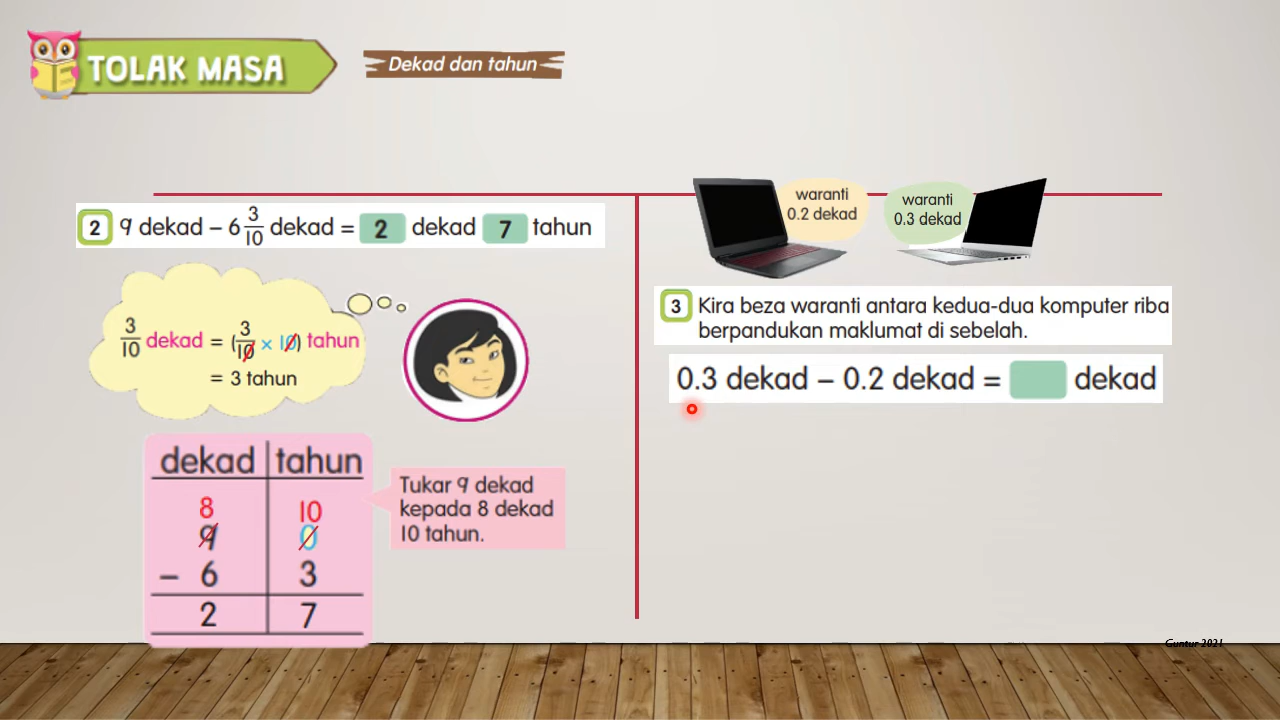 TOLAK MASA
Dekad dan tahun
2 9 dekad – 6 3/10 dekad = 2 dekad 7 tahun
3/10 dekad = (3/10 × 10) tahun
= 3 tahun
dekad | tahun
8 10
9 0
– 6 3
2 7
Tukar 9 dekad
kepada 8 dekad
10 tahun.
waranti
0.2 dekad
waranti
0.3 dekad
3 Kira beza waranti antara kedua-dua komputer riba
berpandukan maklumat di sebelah.
0.3 dekad – 0.2 dekad = dekad
Guntur 2021